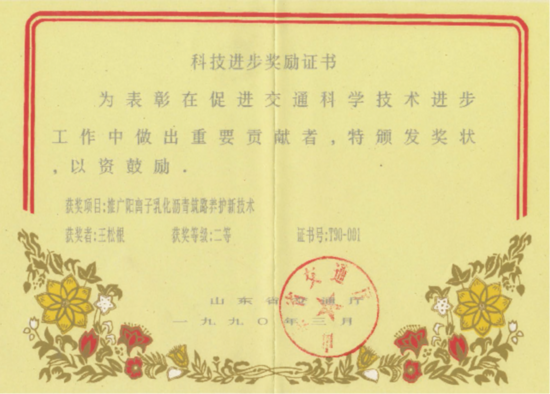 科技进步奖励证书
为表彰在促进交通科学技术进步
工作中做出重要贡献者,特颁发奖状
,以资鼓励.
获奖项目:推广阳离子乳化沥青筑路养护新技术
获奖者:王松根 获奖等级:二等 证书号:T90-001
山东省交通厅
一九九〇年三月